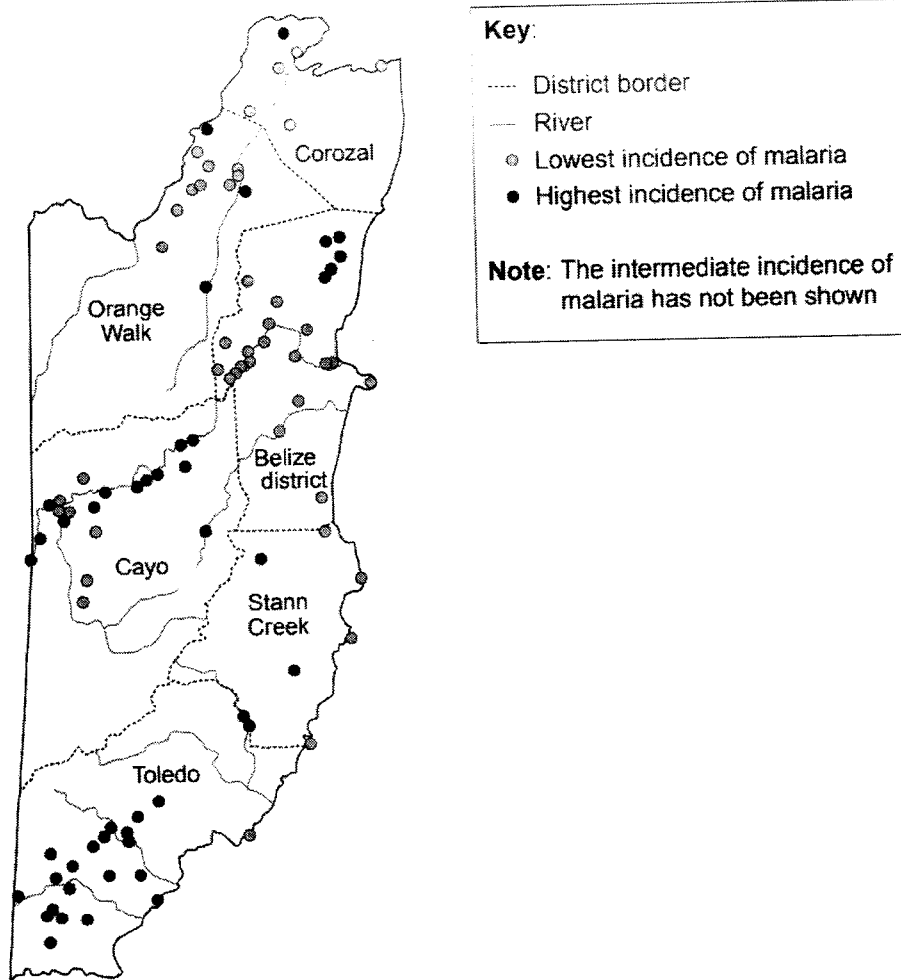 Key:
District border
River
Lowest incidence of malaria
Highest incidence of malaria
Note: The intermediate incidence of
malaria has not been shown
Corozal
Orange
Walk
Belize
district
Cayo
Stann
Creek
Toledo